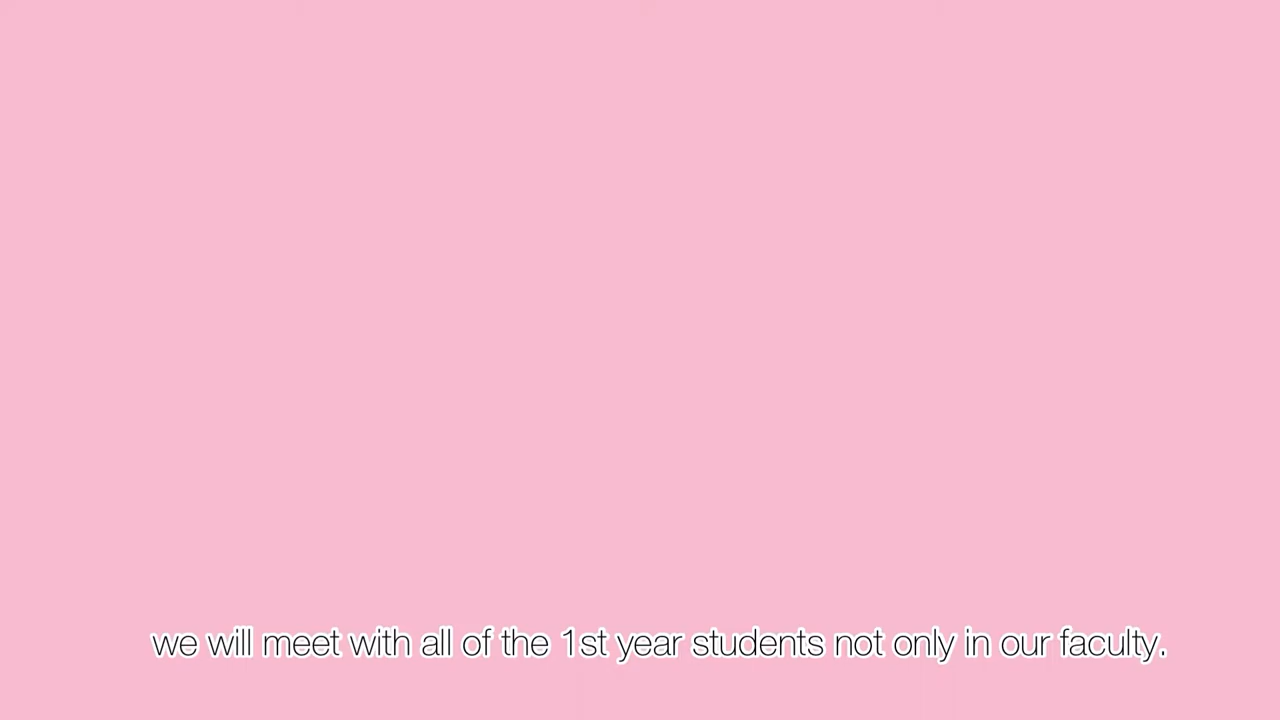 we will meet with all of the 1st year students not only in our faculty.